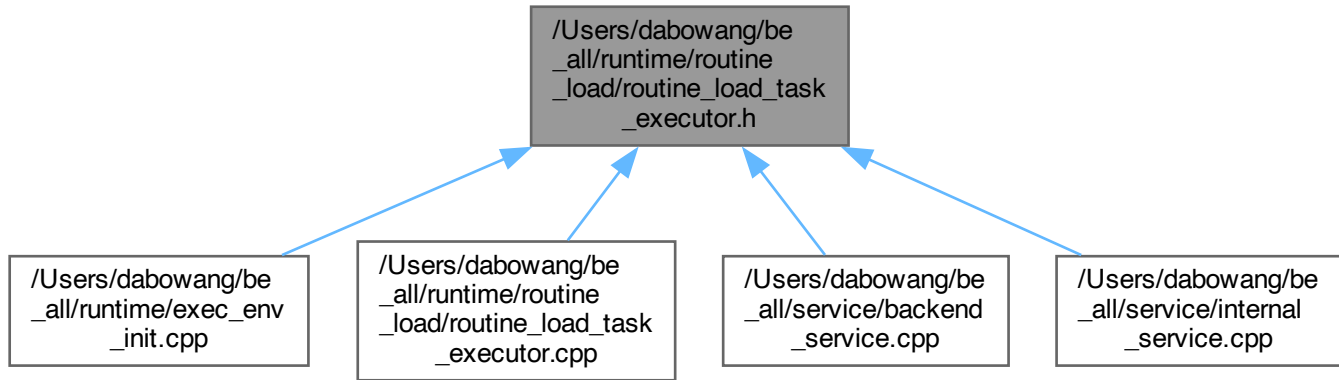 /Users/dabowang/be
_all/runtime/routine
_load/routine_load_task
_executor.h
/Users/dabowang/be
_all/runtime/exec_env
_init.cpp
/Users/dabowang/be
_all/runtime/routine
_load/routine_load_task
_executor.cpp
/Users/dabowang/be
_all/service/backend
_service.cpp
/Users/dabowang/be
_all/service/internal
_service.cpp